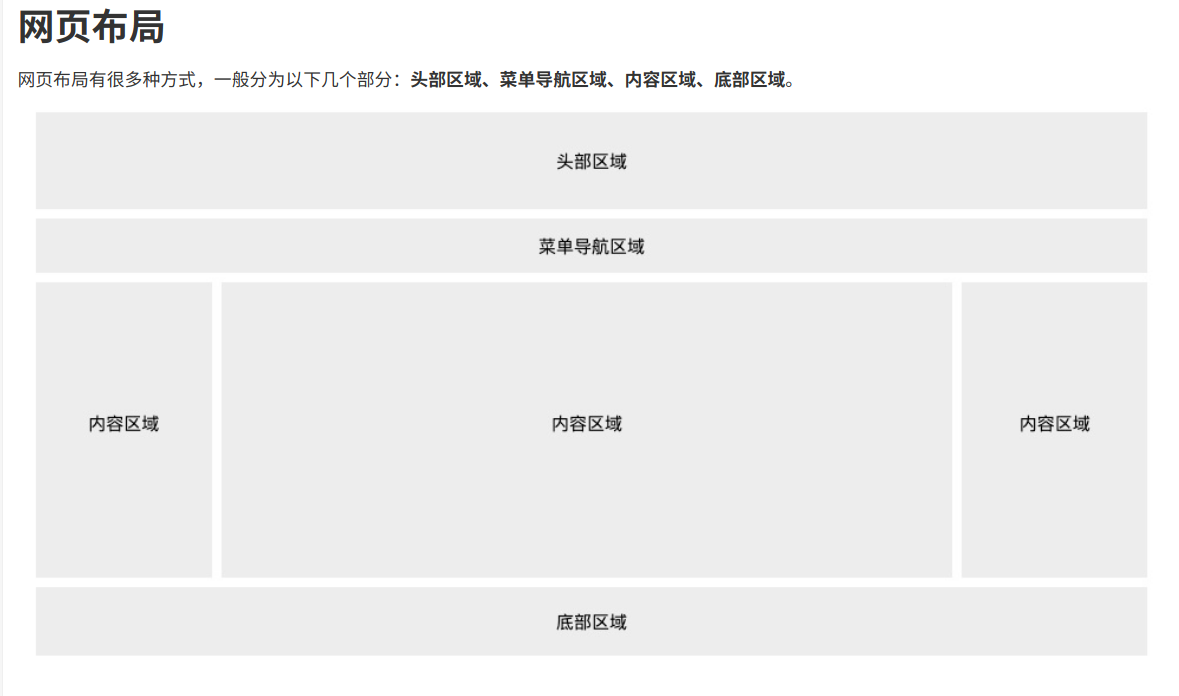 网页布局
网页布局有很多种方式，一般分为以下几个部分：头部区域、菜单导航区域、内容区域、底部区域。
头部区域
菜单导航区域
内容区域
内容区域
内容区域
底部区域